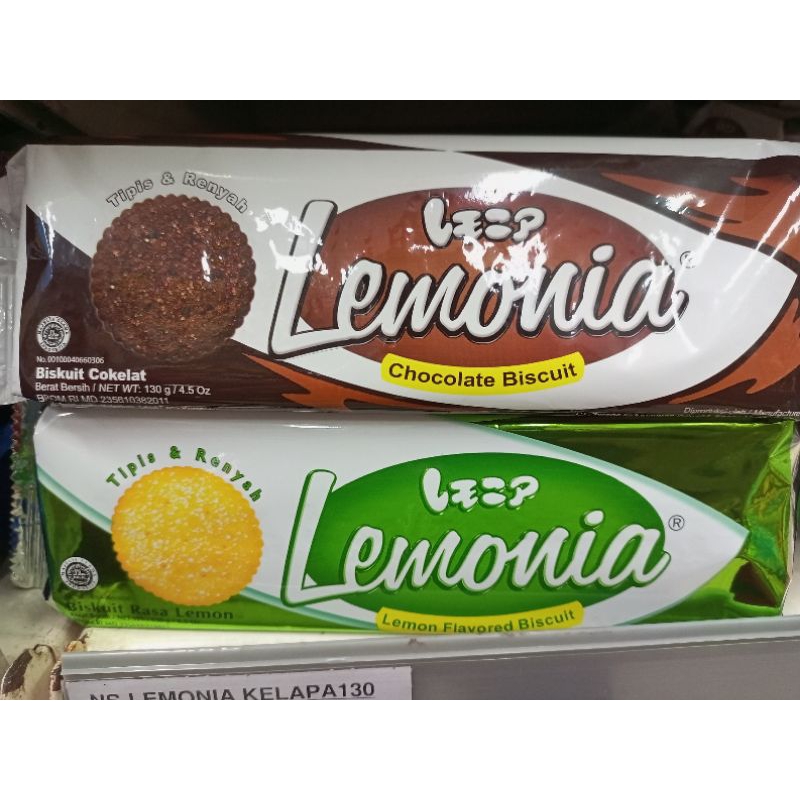 Tipis & Renyah
レモニア
Lemonia
Chocolate Biscuit
No.00100040660306
Biskuit Cokelat
Berat Bersih / NET WT: 130 g / 4.5 Oz
BPOM RI MD 235610382011
Tipis & Renyah
レモニア
Lemonia®
Lemon Flavored Biscuit
Biskuit Rasa Lemon
NS LEMONIA KELAPA130